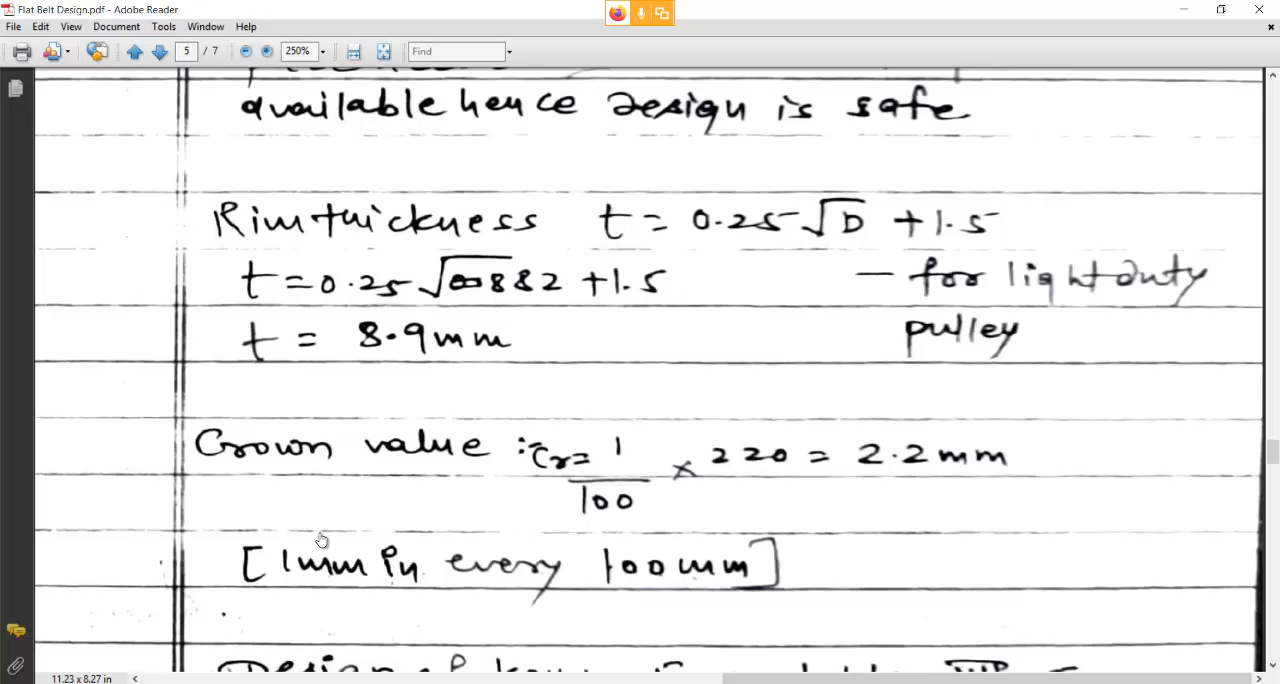 Flat Belt Design.pdf - Adobe Reader
File Edit View Document Tools Window Help
5 / 7 250% Find
available hence Design is safe
Rim thickness t = 0.25 √D + 1.5
t = 0.25 √882 + 1.5 — for light duty
t = 8.9mm pulley
Crown value :- Cr = 1/100 × 220 = 2.2mm
[1mm in every 100mm]
Design of
11.23 x 8.27 in